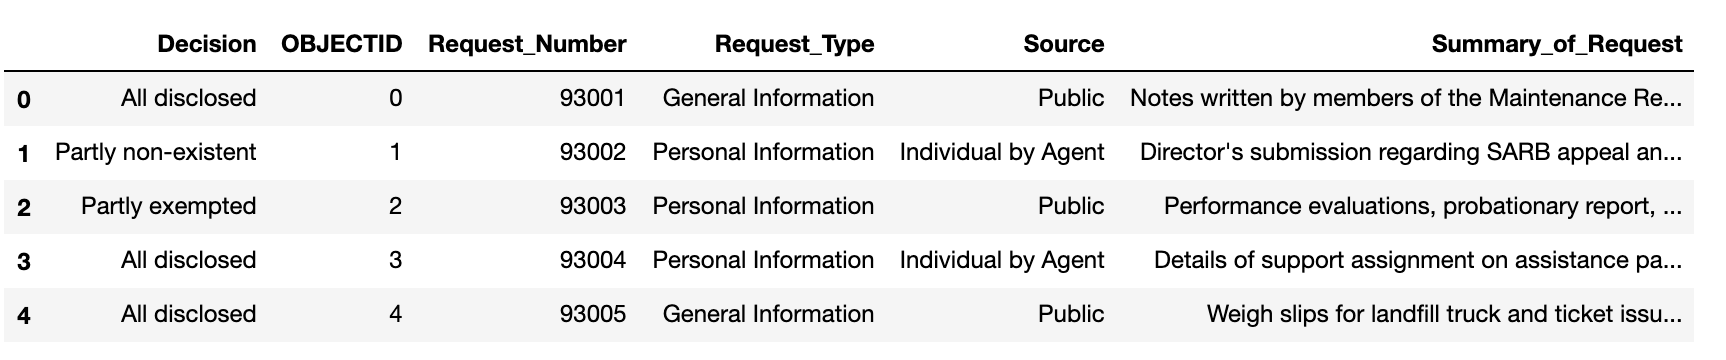 Decision OBJECTID Request_Number Request_Type Source Summary_of_Request
0 All disclosed 0 93001 General Information Public Notes written by members of the Maintenance Re...
1 Partly non-existent 1 93002 Personal Information Individual by Agent Director's submission regarding SARB appeal an...
2 Partly exempted 2 93003 Personal Information Public Performance evaluations, probationary report, ...
3 All disclosed 3 93004 Personal Information Individual by Agent Details of support assignment on assistance pa...
4 All disclosed 4 93005 General Information Public Weigh slips for landfill truck and ticket issu...